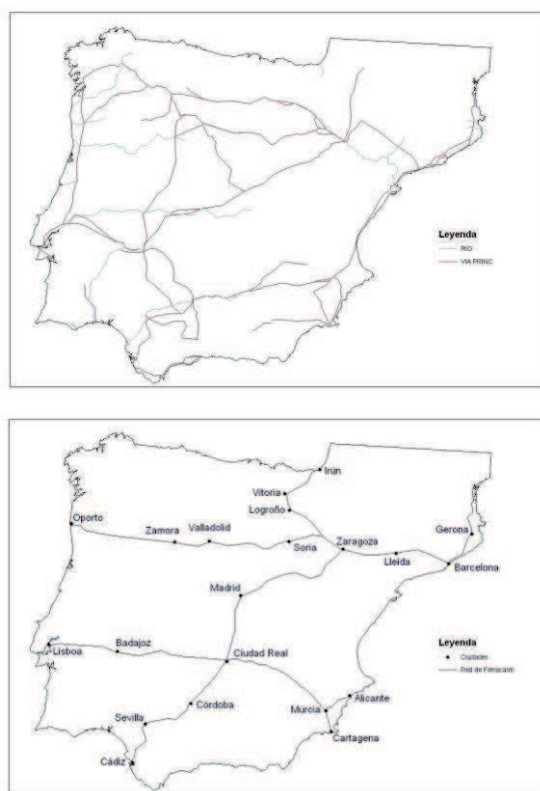 Leyenda
RIO
VIA PRINC
Irun
Vitoria
Logroño
Oporto
Zamora
Valladolid
Soria
Zaragoza
Gerona
Lleida
Barcelona
Madrid
Leyenda
Ciudades
Red de Ferrocarril
Lisboa
Badajoz
Ciudad Real
Alicante
Murcia
Córdoba
Sevilla
Cartagena
Cádiz